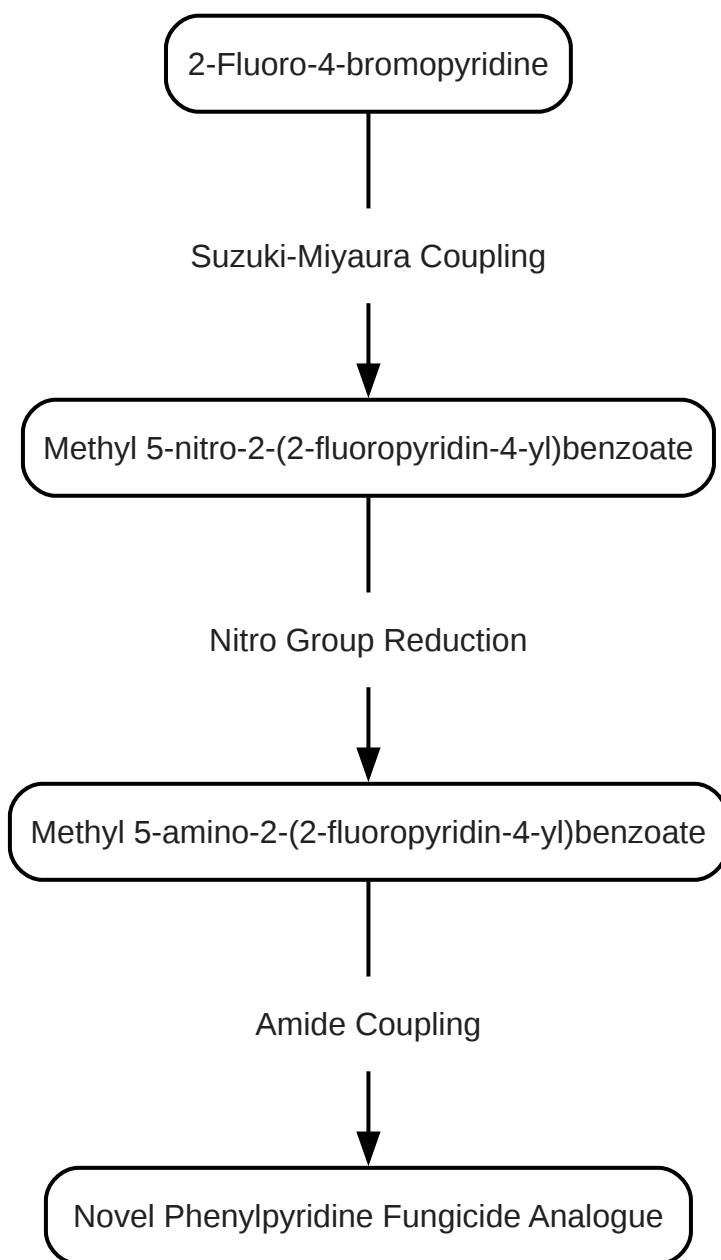 2-Fluoro-4-bromopyridine
Suzuki-Miyaura Coupling
Methyl 5-nitro-2-(2-fluoropyridin-4-yl)benzoate
Nitro Group Reduction
Methyl 5-amino-2-(2-fluoropyridin-4-yl)benzoate
Amide Coupling
Novel Phenylpyridine Fungicide Analogue